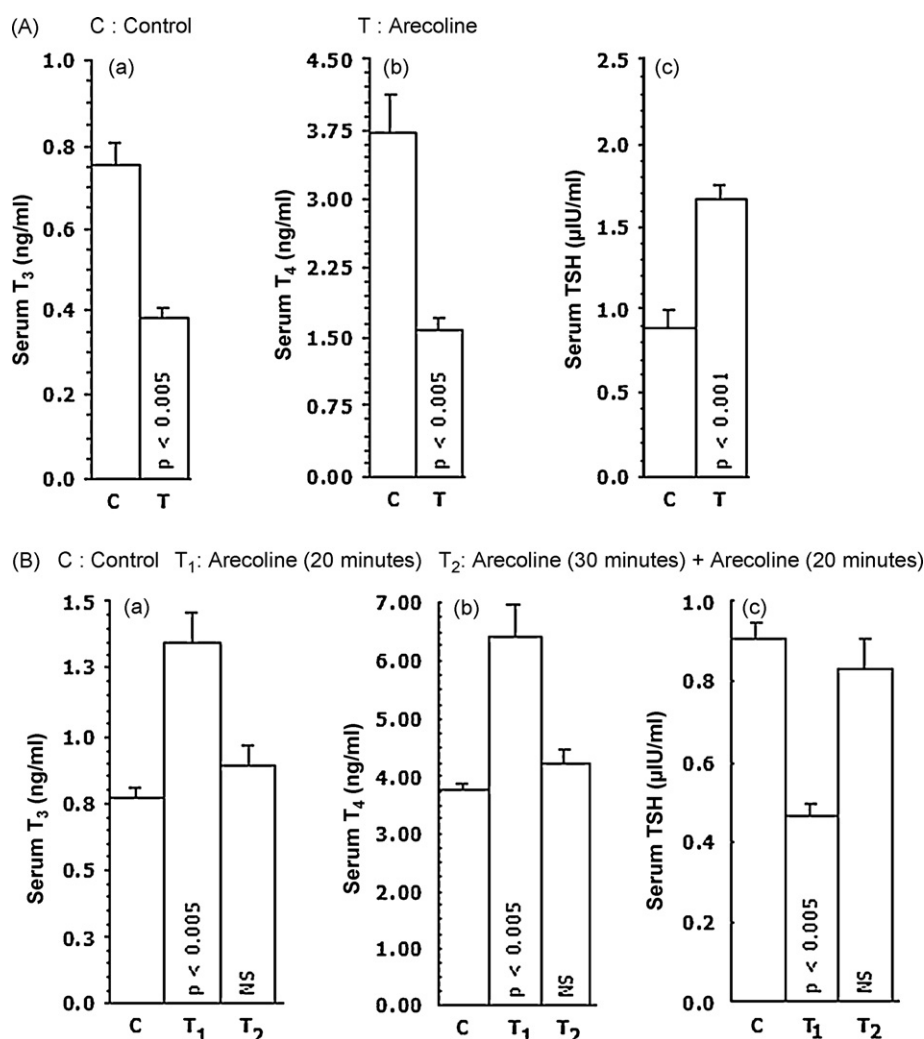 (A) C : Control T : Arecoline
(a)
Serum T3 (ng/ml)
1.0
0.8
0.6
0.4
0.2
0.0
p < 0.005
C T
(b)
Serum T4 (ng/ml)
4.50
3.75
3.00
2.25
1.50
0.75
0.00
p < 0.005
C T
(c)
Serum TSH (µIU/ml)
2.5
2.0
1.5
1.0
0.5
0.0
p < 0.001
C T
(B) C : Control T1: Arecoline (20 minutes) T2: Arecoline (30 minutes) + Arecoline (20 minutes)
(a)
Serum T3 (ng/ml)
1.5
1.3
1.0
0.8
0.5
0.3
0.0
p < 0.005
NS
C T1 T2
(b)
Serum T4 (ng/ml)
7.00
6.00
5.00
4.00
3.00
2.00
1.00
0.00
p < 0.005
NS
C T1 T2
(c)
Serum TSH (µIU/ml)
1.0
0.8
0.6
0.4
0.2
0.0
p < 0.005
NS
C T1 T2